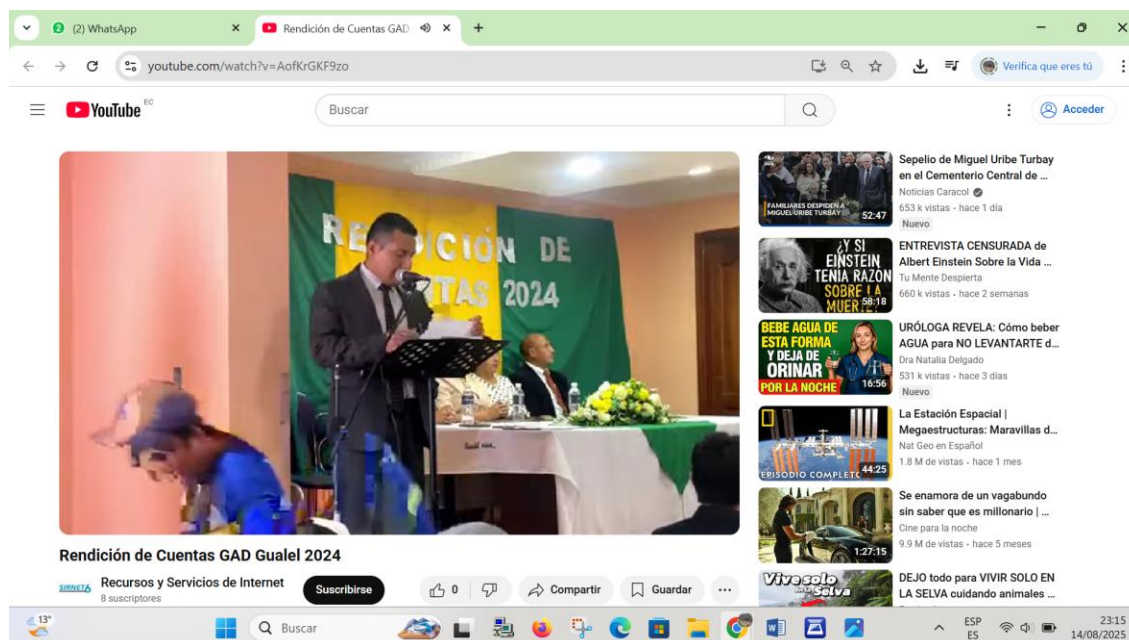 (2) WhatsApp
Rendición de Cuentas GAD
youtube.com/watch?v=AofKrGKF9zo
Verifica que eres tú
YouTube EC
Buscar
Acceder
RENDICIÓN DE
CUENTAS 2024
Rendición de Cuentas GAD Gualel 2024
SIRNET
Recursos y Servicios de Internet
8 suscriptores
Suscribirse
0
Compartir
Guardar
FAMILIARES DESPIDEN A
MIGUEL URIBE TURBAY
52:47
Sepelio de Miguel Uribe Turbay
en el Cementerio Central de ...
Noticias Caracol
653 k vistas • hace 1 día
Nuevo
¿Y SI
EINSTEIN
TENÍA RAZÓN
SOBRE LA
MUERTE?
58:18
ENTREVISTA CENSURADA de
Albert Einstein Sobre la Vida ...
Tu Mente Despierta
660 k vistas • hace 2 semanas
BEBE AGUA DE
ESTA FORMA
Y DEJA DE
ORINAR
POR LA NOCHE
16:56
URÓLOGA REVELA: Cómo beber
AGUA para NO LEVANTARTE d...
Dra Natalia Delgado
531 k vistas • hace 3 días
Nuevo
EPISODIO COMPLETO
44:25
La Estación Espacial |
Megaestructuras: Maravillas d...
Nat Geo en Español
1.8 M de vistas • hace 1 mes
1:27:15
Se enamora de un vagabundo
sin saber que es millonario | ...
Cine para la noche
9.9 M de vistas • hace 5 meses
Vive solo
en la Selva
DEJO todo para VIVIR SOLO EN
LA SELVA cuidando animales ...
13°
Buscar
ESP
ES
23:15
14/08/2025